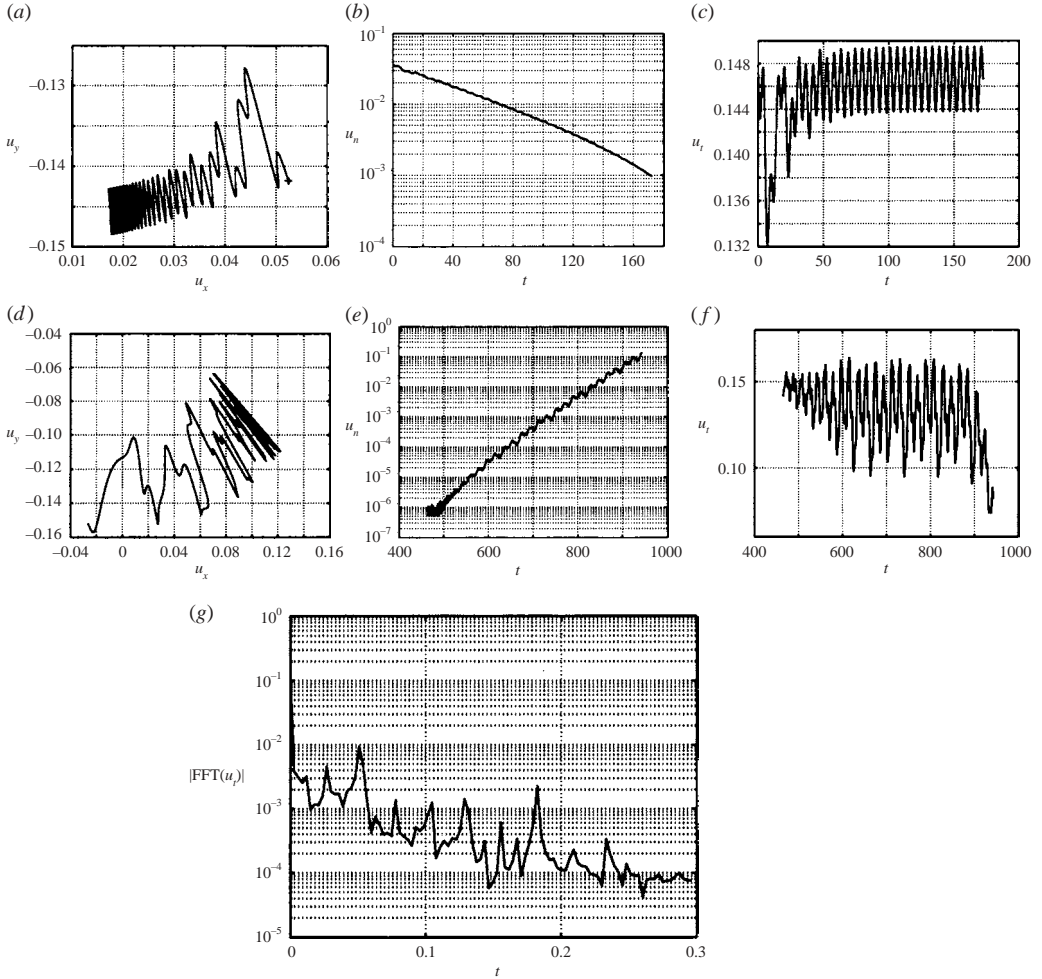 (a)
–0.13
u_y
–0.14
–0.15
0.01 0.02 0.03 0.04 0.05 0.06
u_x
(b)
10^–1
10^–2
u_n
10^–3
10^–4
0 40 80 120 160
t
(c)
0.148
0.144
u_t
0.142
0.136
0.132
0 50 100 150 200
t
(d)
–0.04
–0.06
–0.08
u_y
–0.10
–0.12
–0.14
–0.16
–0.04 0 0.04 0.08 0.12 0.16
u_x
(e)
10^0
10^–1
10^–2
10^–3
u_n
10^–4
10^–5
10^–6
10^–7
400 600 800 1000
t
(f)
0.15
u_t
0.10
400 600 800 1000
t
(g)
10^0
10^–1
10^–2
|FFT(u_t)|
10^–3
10^–4
10^–5
0 0.1 0.2 0.3
t